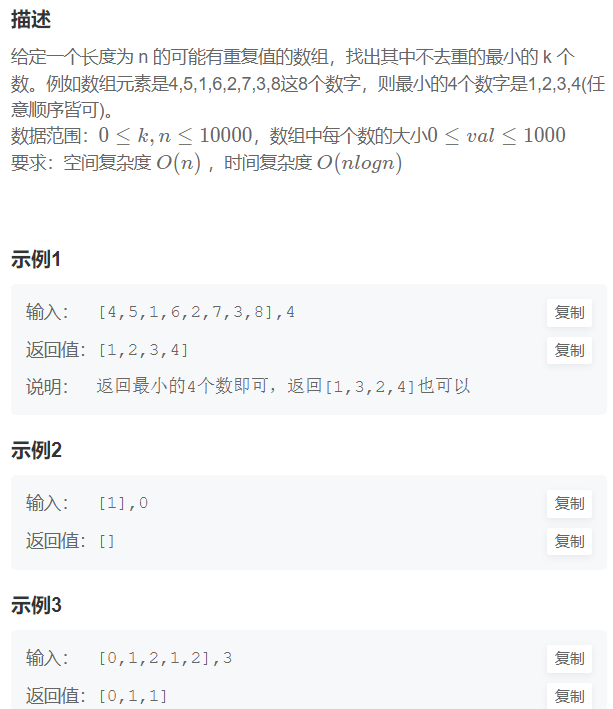 描述
给定一个长度为 n 的可能有重复值的数组，找出其中不去重的最小的 k 个
数。例如数组元素是4,5,1,6,2,7,3,8这8个数字，则最小的4个数字是1,2,3,4(任
意顺序皆可)。
数据范围：0 ≤ k, n ≤ 10000，数组中每个数的大小0 ≤ val ≤ 1000
要求：空间复杂度 O(n) ，时间复杂度 O(nlogn)
示例1
输入： [4,5,1,6,2,7,3,8],4 复制
返回值：[1,2,3,4] 复制
说明： 返回最小的4个数即可，返回[1,3,2,4]也可以
示例2
输入： [1],0 复制
返回值：[] 复制
示例3
输入： [0,1,2,1,2],3 复制
返回值：[0,1,1] 复制